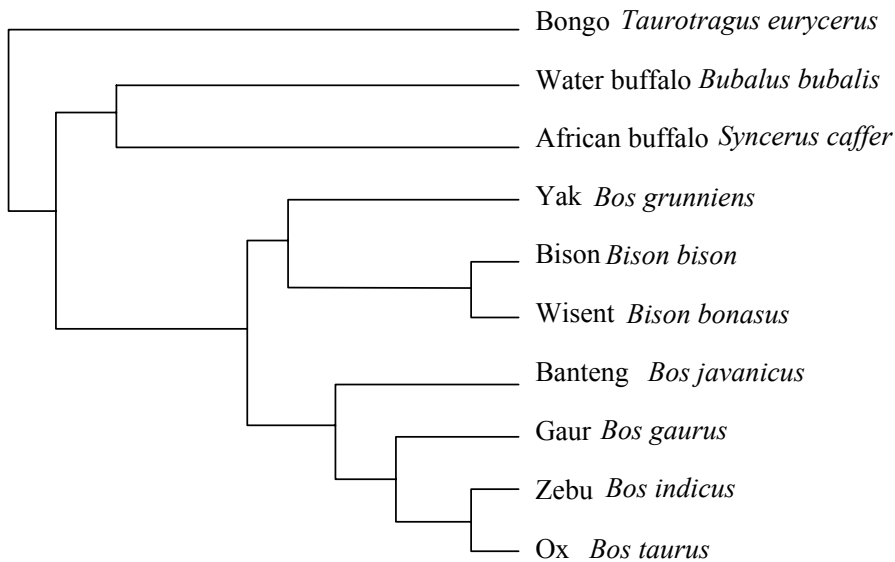 Bongo Taurotragus eurycerus
Water buffalo Bubalus bubalis
African buffalo Syncerus caffer
Yak Bos grunniens
Bison Bison bison
Wisent Bison bonasus
Banteng Bos javanicus
Gaur Bos gaurus
Zebu Bos indicus
Ox Bos taurus